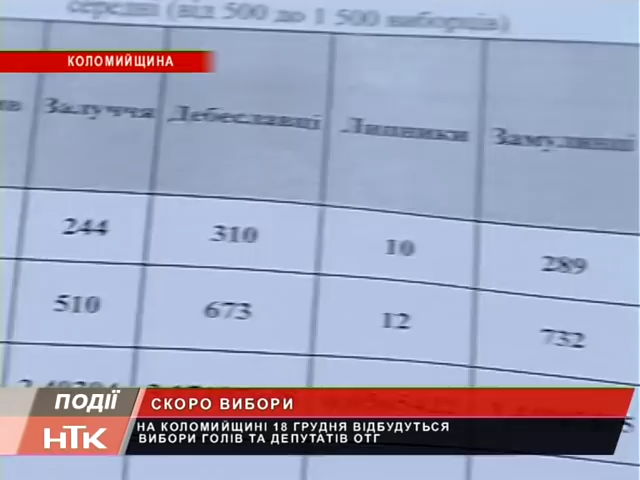 середні (від 500 до 1 500 виборців)
КОЛОМИЙЩИНА
Залуччя Дебеславці Липники Замулинці
244 310 10 289
510 673 12 732
ПОДІЇ
НТК
СКОРО ВИБОРИ
НА КОЛОМИЙЩИНІ 18 ГРУДНЯ ВІДБУДУТЬСЯ
ВИБОРИ ГОЛІВ ТА ДЕПУТАТІВ ОТГ